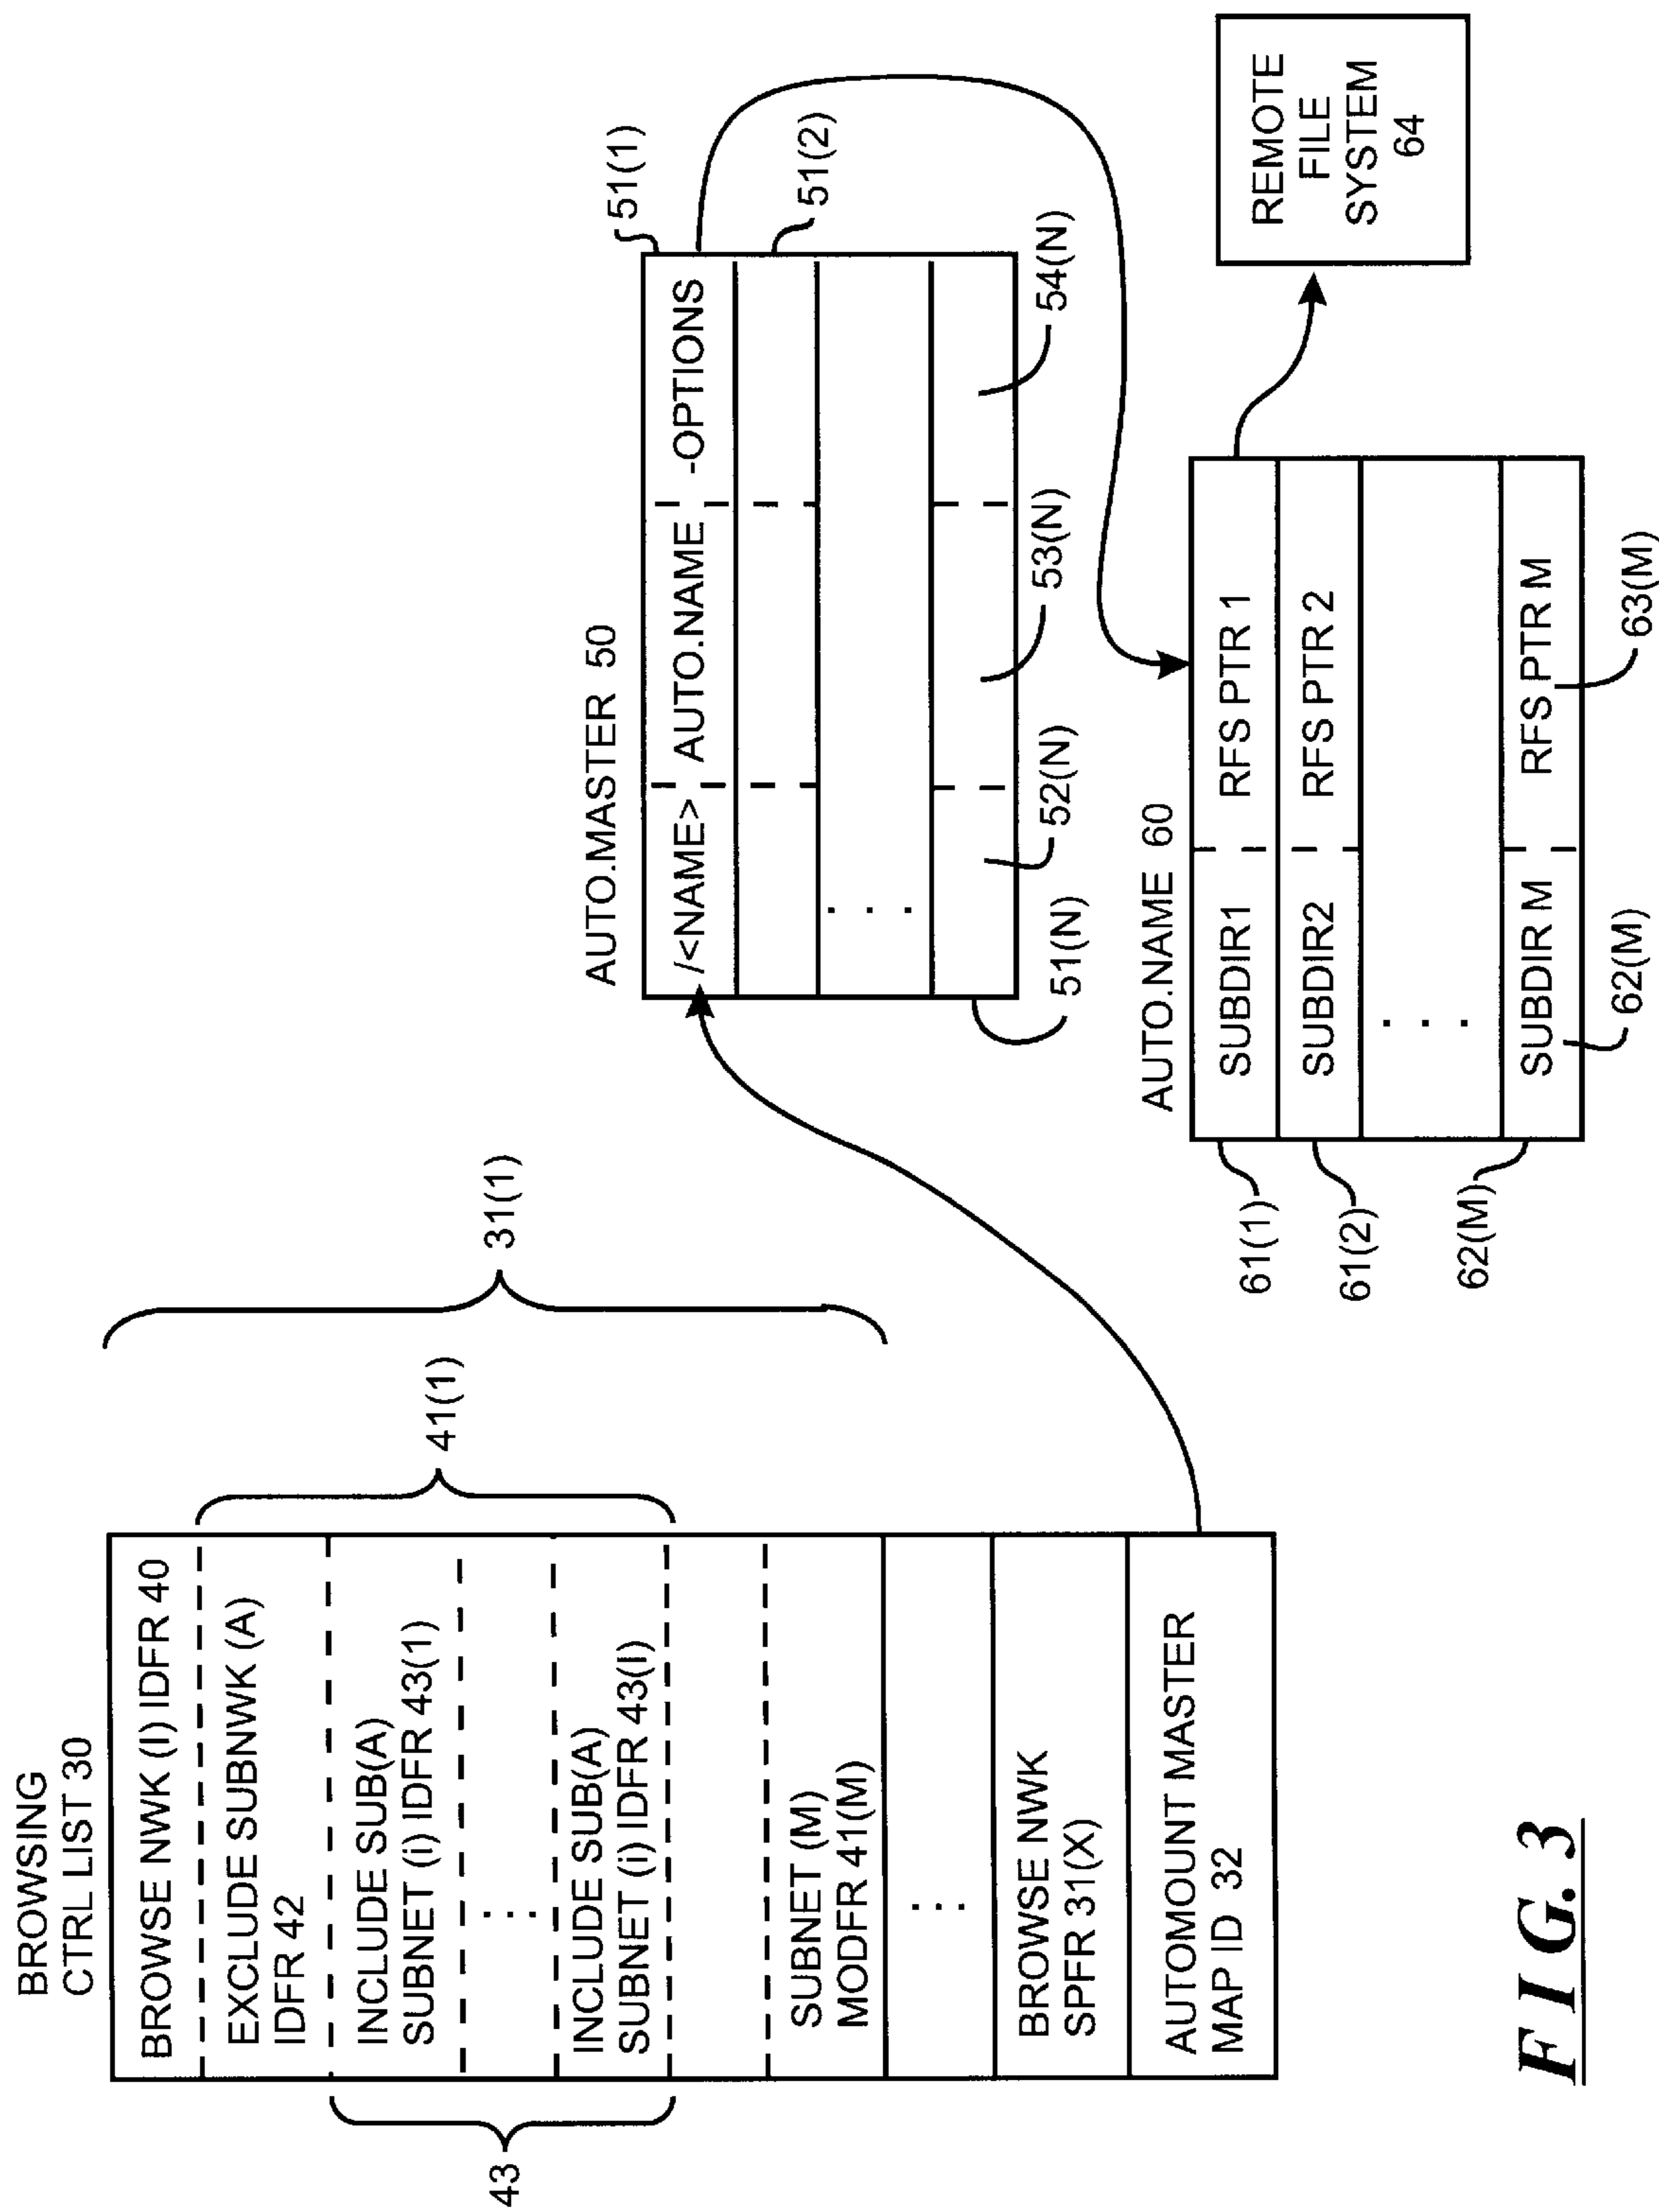 BROWSING
CTRL LIST 30
BROWSE NWK (I) IDFR 40
EXCLUDE SUBNWK (A)
IDFR 42
INCLUDE SUB(A)
SUBNET (i) IDFR 43(1)
...
INCLUDE SUB(A)
SUBNET (i) IDFR 43(I)
SUBNET (M)
MODFR 41(M)
...
BROWSE NWK
SPFR 31(X)
AUTOMOUNT MASTER
MAP ID 32
43
41(1)
31(1)
AUTO.MASTER 50
/<NAME> AUTO.NAME -OPTIONS
...
51(1)
51(2)
51(N)
52(N)
53(N)
54(N)
AUTO.NAME 60
SUBDIR1 RFS PTR 1
SUBDIR2 RFS PTR 2
...
SUBDIR M RFS PTR M
61(1)
61(2)
62(M)
62(M)
63(M)
REMOTE
FILE
SYSTEM
64
FIG. 3